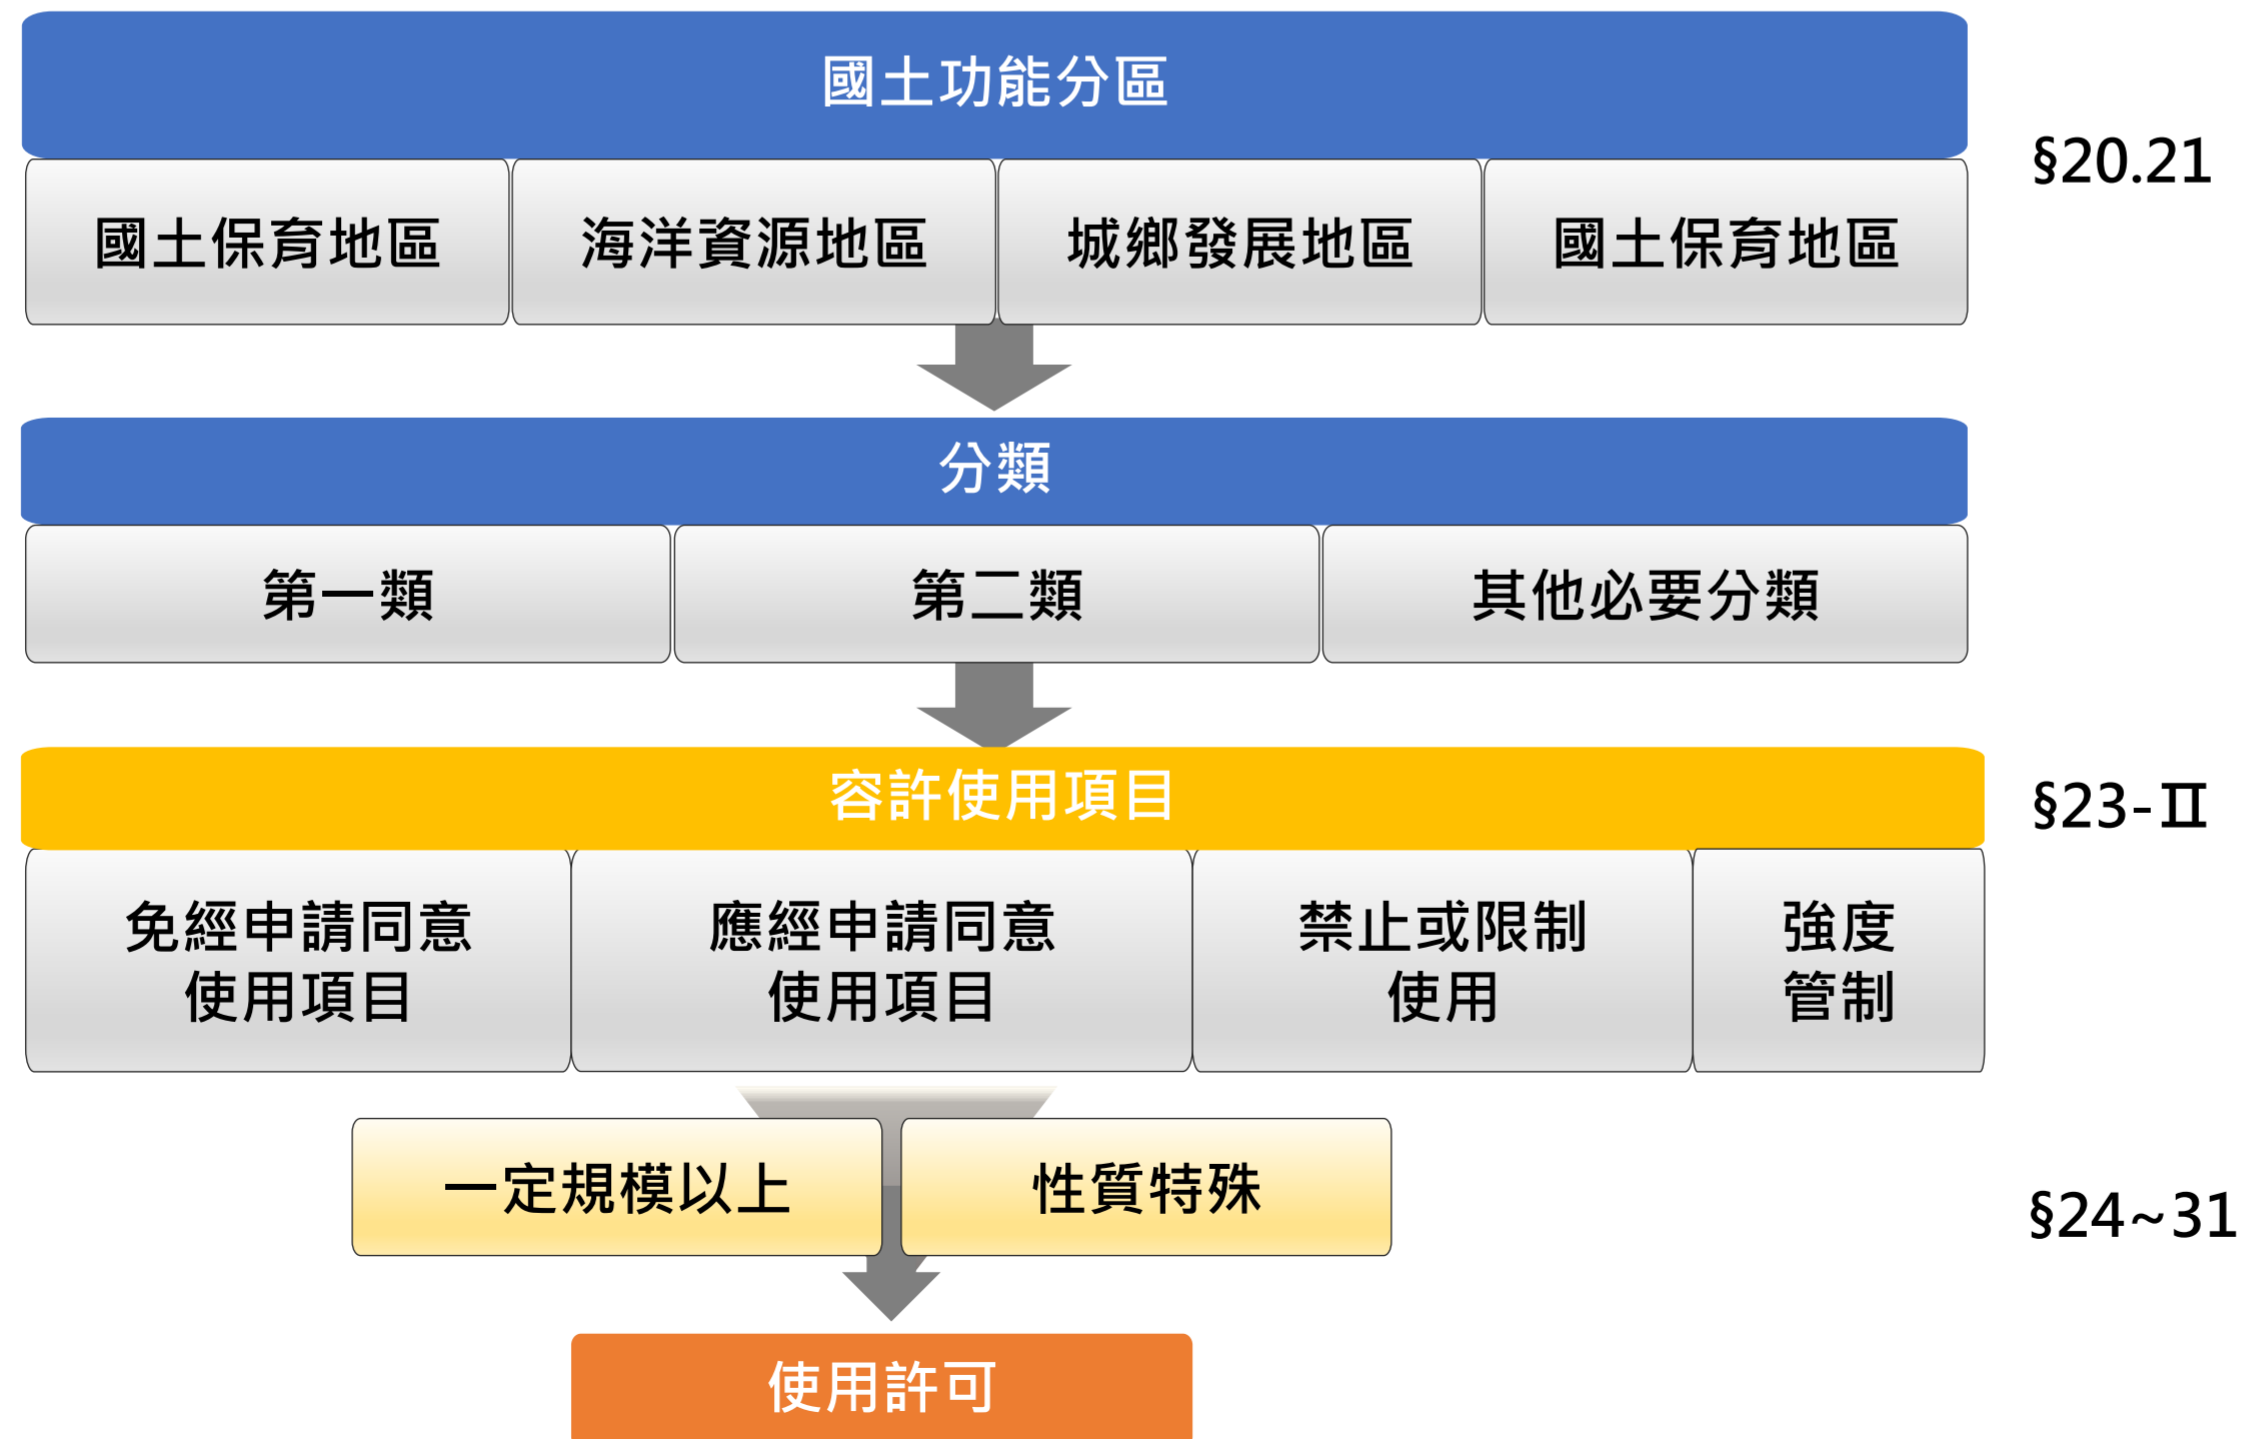 國土功能分區
§20.21
國土保育地區
海洋資源地區
城鄉發展地區
國土保育地區
分類
第一類
第二類
其他必要分類
容許使用項目
§23-Ⅱ
免經申請同意
使用項目
應經申請同意
使用項目
禁止或限制
使用
強度
管制
一定規模以上
性質特殊
§24~31
使用許可